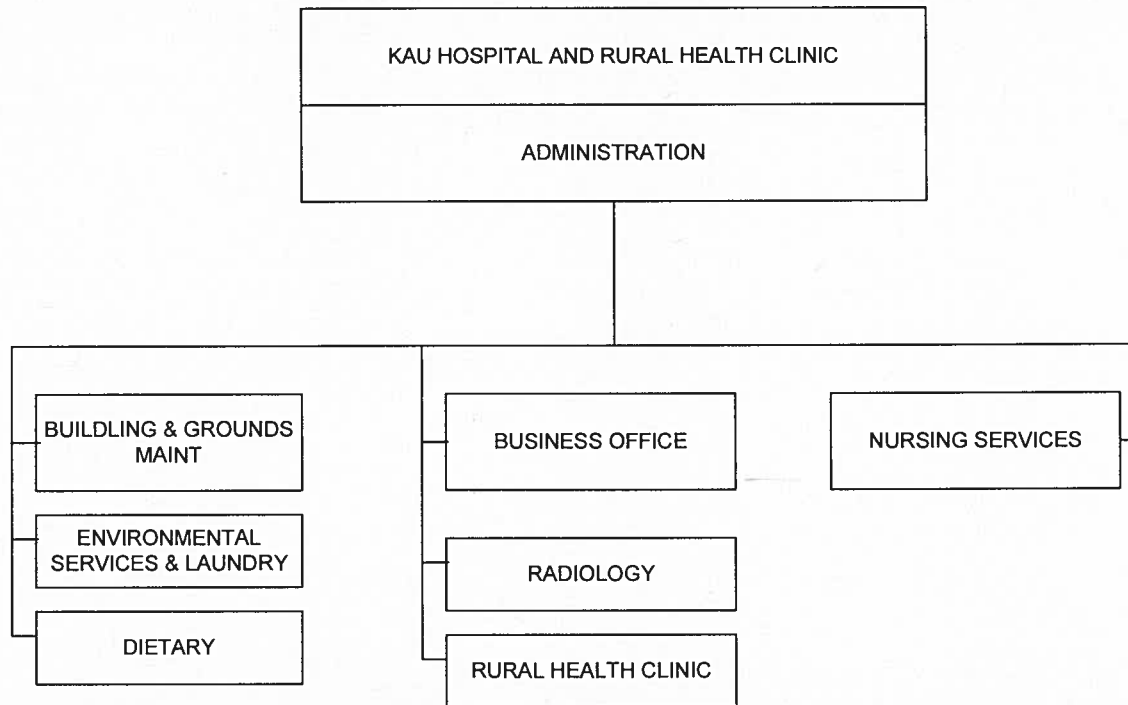 KAU HOSPITAL AND RURAL HEALTH CLINIC
ADMINISTRATION
BUILDLING & GROUNDS
MAINT
ENVIRONMENTAL
SERVICES & LAUNDRY
DIETARY
BUSINESS OFFICE
RADIOLOGY
RURAL HEALTH CLINIC
NURSING SERVICES